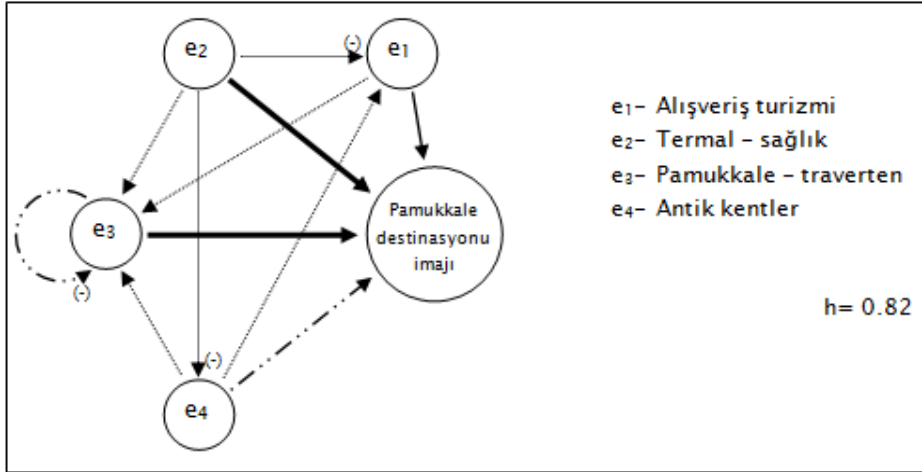 e2
(-)
e1
e1- Alışveriş turizmi
e2- Termal - sağlık
e3- Pamukkale - traverten
e4- Antik kentler
Pamukkale
destinasyonu
imajı
e3
(-)
h= 0.82
(-)
e4